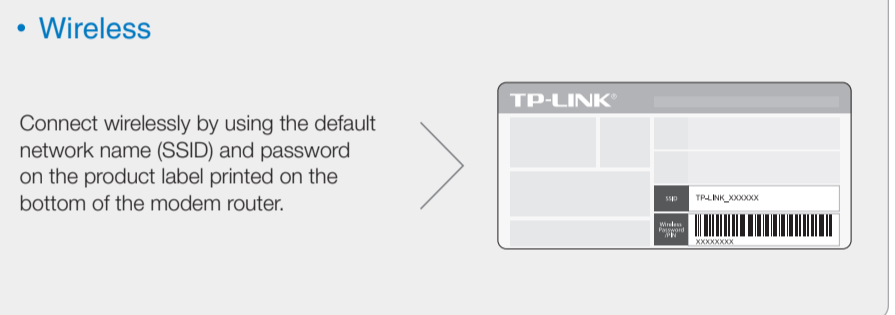 • Wireless
Connect wirelessly by using the default
network name (SSID) and password
on the product label printed on the
bottom of the modem router.
TP-LINK®
SSID
TP-LINK_XXXXXX
Wireless
Password
/PIN
XXXXXXXX